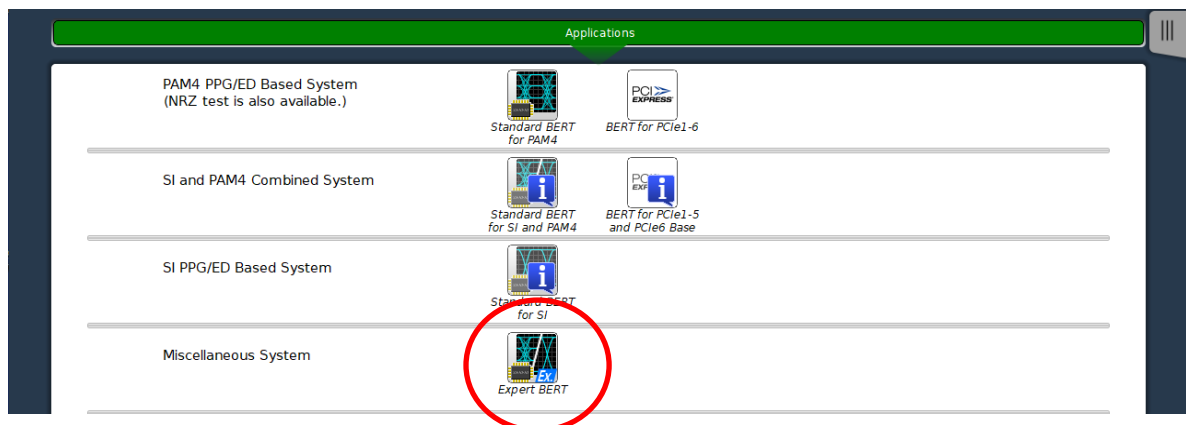 Applications
PAM4 PPG/ED Based System
(NRZ test is also available.)
PCI
EXPRESS
Standard BERT
for PAM4
BERT for PCIe1-6
SI and PAM4 Combined System
Standard BERT
for SI and PAM4
BERT for PCIe1-5
and PCIe6 Base
SI PPG/ED Based System
Standard BERT
for SI
Miscellaneous System
Ex.
Expert BERT